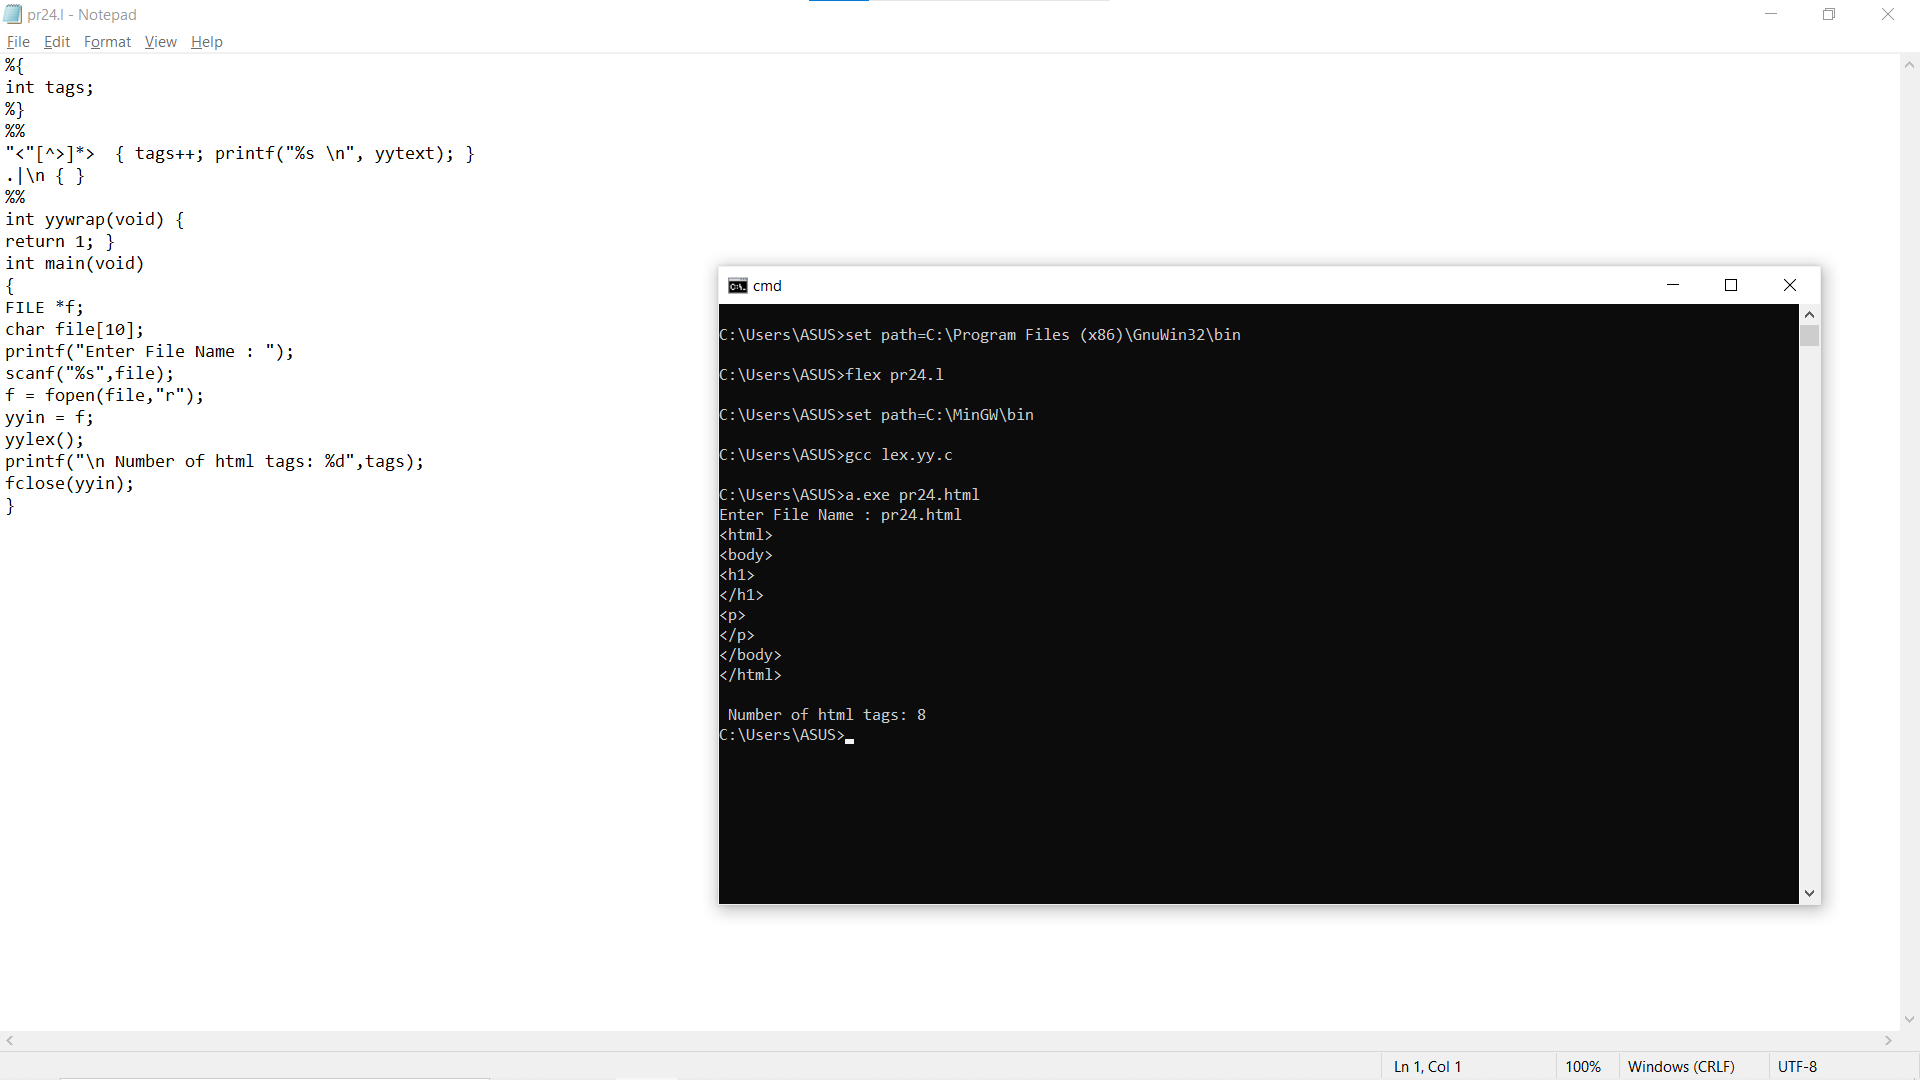 pr24.l - Notepad
File Edit Format View Help
%{
int tags;
%}
%%
"<"[^>]*>  { tags++; printf("%s \n", yytext); }
.|\n { }
%%
int yywrap(void) {
return 1; }
int main(void)
{
FILE *f;
char file[10];
printf("Enter File Name : ");
scanf("%s",file);
f = fopen(file,"r");
yyin = f;
yylex();
printf("\n Number of html tags: %d",tags);
fclose(yyin);
}
cmd
C:\Users\ASUS>set path=C:\Program Files (x86)\GnuWin32\bin
C:\Users\ASUS>flex pr24.l
C:\Users\ASUS>set path=C:\MinGW\bin
C:\Users\ASUS>gcc lex.yy.c
C:\Users\ASUS>a.exe pr24.html
Enter File Name : pr24.html
<html>
<body>
<h1>
</h1>
<p>
</p>
</body>
</html>
 Number of html tags: 8
C:\Users\ASUS>
Ln 1, Col 1 100% Windows (CRLF) UTF-8